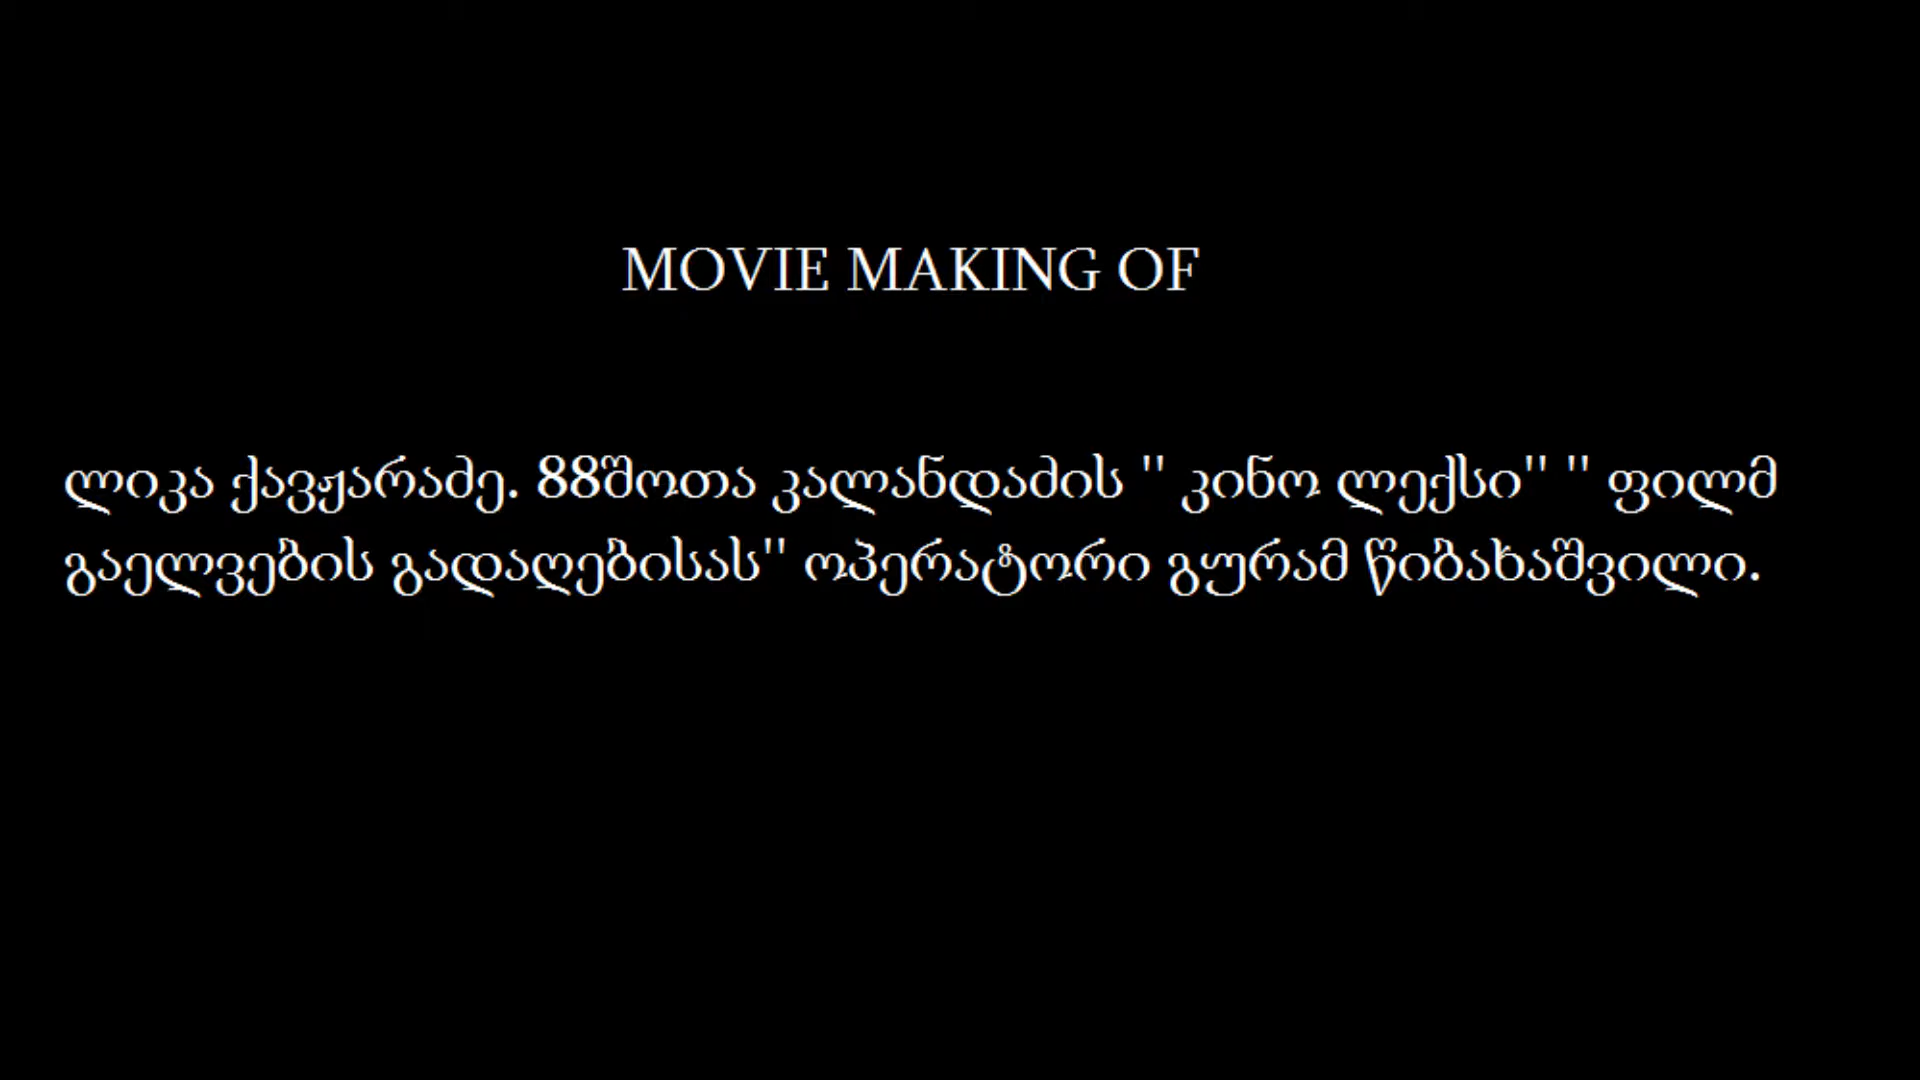 MOVIE MAKING OF
ლიკა ქავჟარაძე. 88შოთა კალანდაძის '' კინო ლექსი'' '' ფილმ
გაელვების გადაღებისას'' ოპერატორი გურამ წიბახაშვილი.